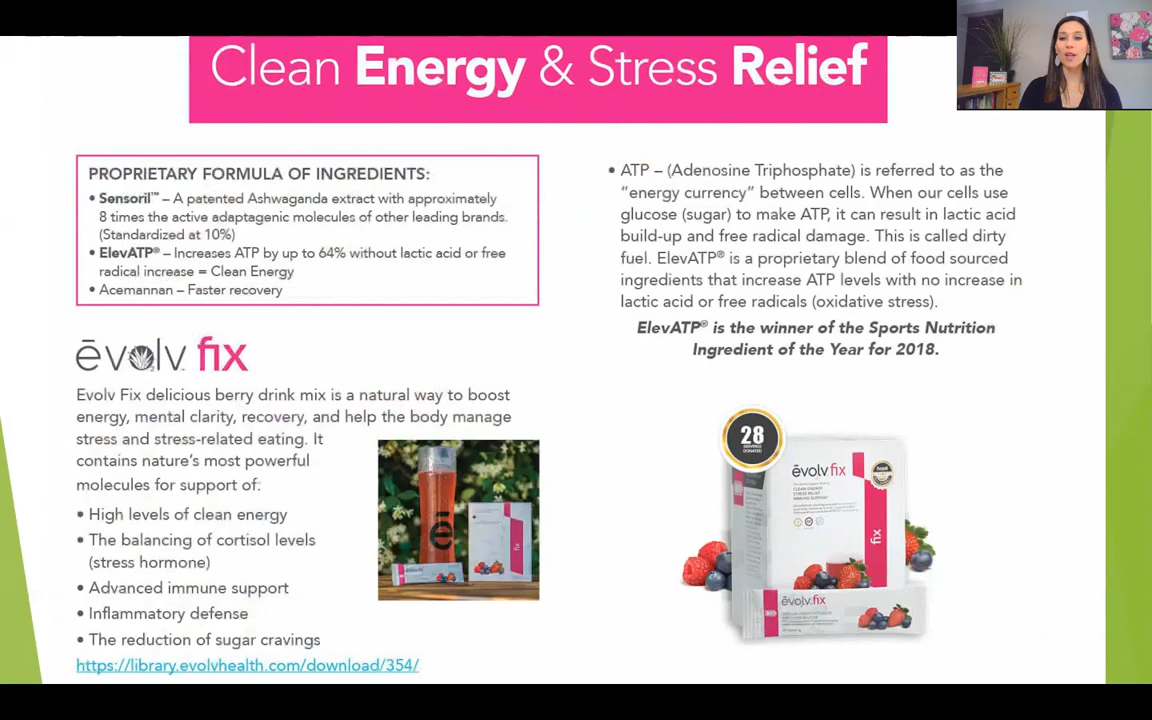 Clean Energy & Stress Relief
PROPRIETARY FORMULA OF INGREDIENTS:
• Sensoril™ – A patented Ashwaganda extract with approximately
8 times the active adaptagenic molecules of other leading brands.
(Standardized at 10%)
• ElevATP® – Increases ATP by up to 64% without lactic acid or free
radical increase = Clean Energy
• Acemannan – Faster recovery
ēvolv fix
Evolv Fix delicious berry drink mix is a natural way to boost
energy, mental clarity, recovery, and help the body manage
stress and stress-related eating. It
contains nature's most powerful
molecules for support of:
• High levels of clean energy
• The balancing of cortisol levels
(stress hormone)
• Advanced immune support
• Inflammatory defense
• The reduction of sugar cravings
https://library.evolvhealth.com/download/354/
• ATP – (Adenosine Triphosphate) is referred to as the
“energy currency” between cells. When our cells use
glucose (sugar) to make ATP, it can result in lactic acid
build-up and free radical damage. This is called dirty
fuel. ElevATP® is a proprietary blend of food sourced
ingredients that increase ATP levels with no increase in
lactic acid or free radicals (oxidative stress).
ElevATP® is the winner of the Sports Nutrition
Ingredient of the Year for 2018.
28
SERVINGS
DONATED
ēvolv fix
CLEAN ENERGY
STRESS RELIEF
IMMUNE SUPPORT
fix
ēvolv fix
ē
fix